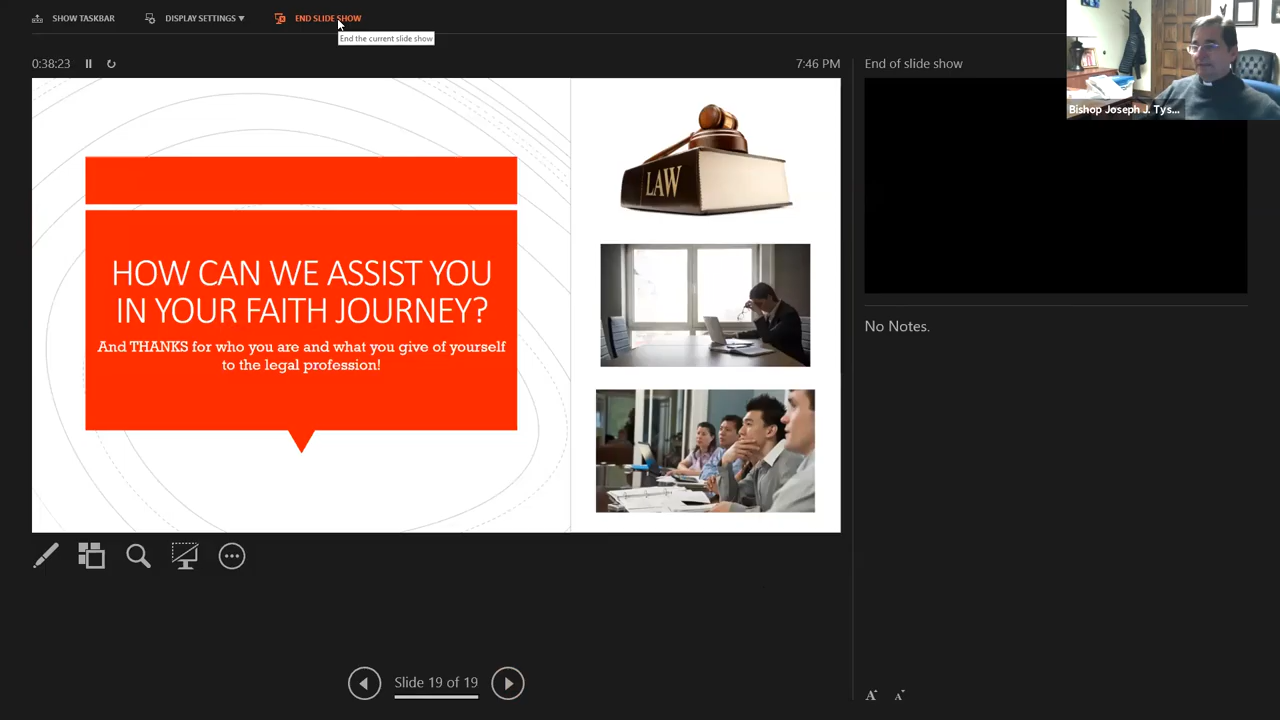 SHOW TASKBAR
DISPLAY SETTINGS ▼
END SLIDE SHOW
End the current slide show
0:38:23
7:46 PM
End of slide show
Bishop Joseph J. Tys...
LAW
HOW CAN WE ASSIST YOU
IN YOUR FAITH JOURNEY?
And THANKS for who you are and what you give of yourself
to the legal profession!
No Notes.
Slide 19 of 19
A
A